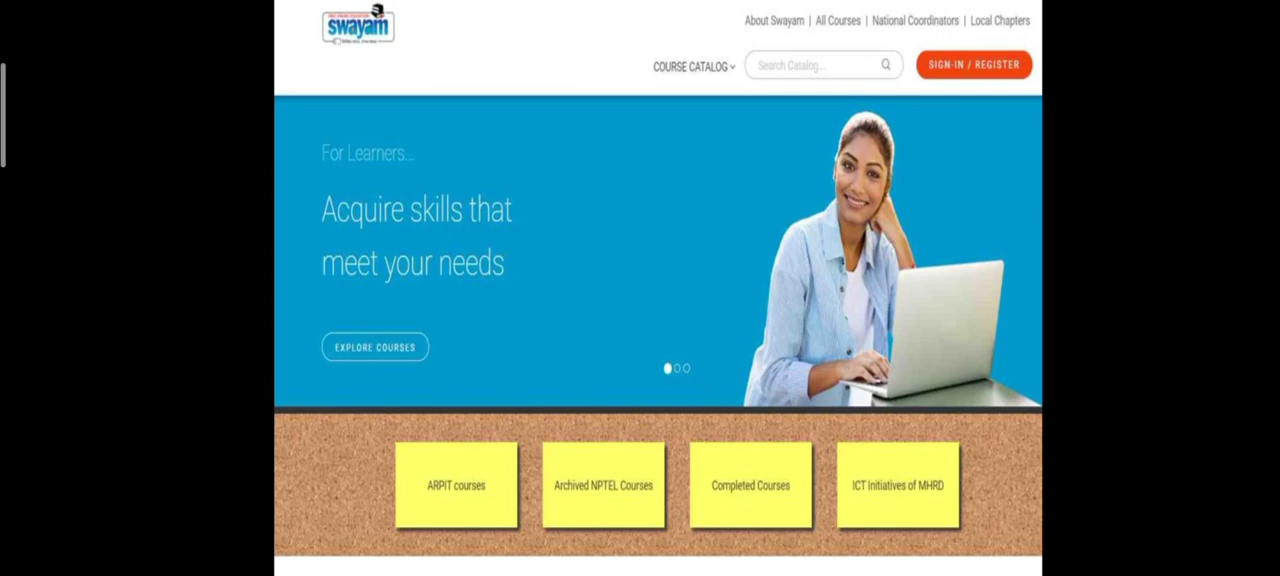 swayam
About Swayam | All Courses | National Coordinators | Local Chapters
COURSE CATALOG
Search Catalog...
SIGN-IN / REGISTER
For Learners...
Acquire skills that
meet your needs
EXPLORE COURSES
ARPIT courses
Archived NPTEL Courses
Completed Courses
ICT Initiatives of MHRD